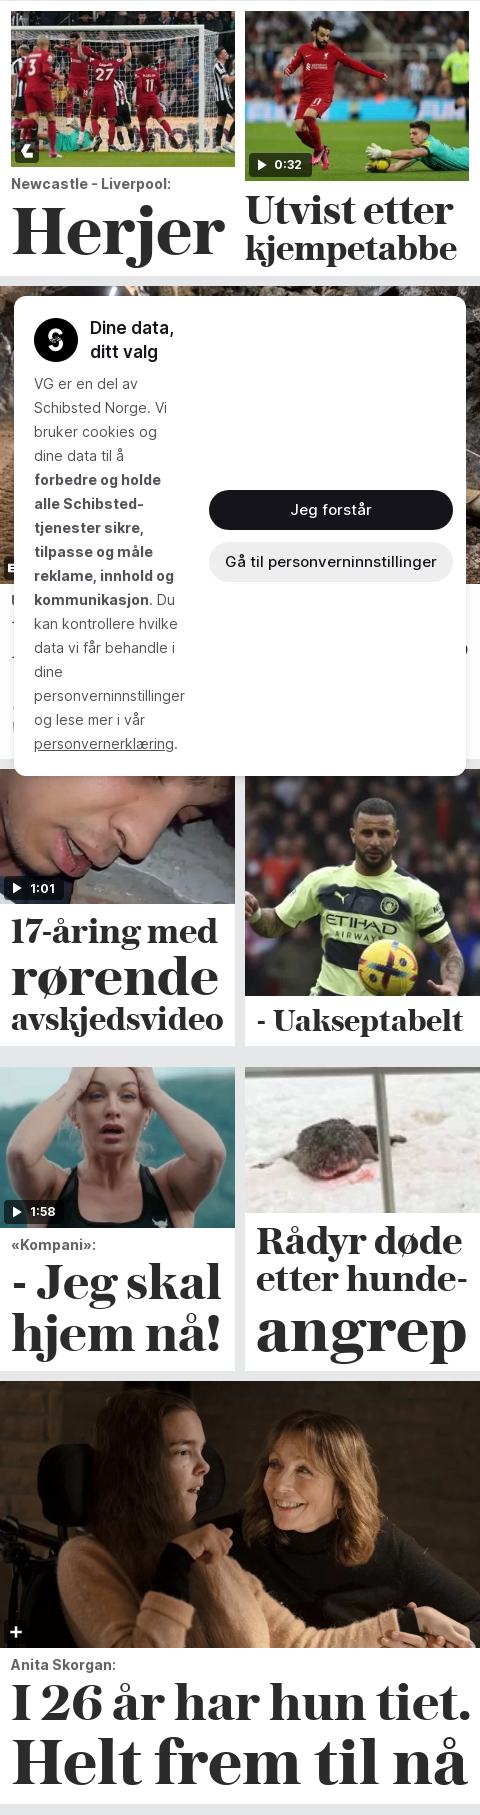 3
27
11
Newcastle - Liverpool:
Herjer
11
0:32
Utvist etter
kjempetabbe
Dine data,
ditt valg
VG er en del av
Schibsted Norge. Vi
bruker cookies og
dine data til å
forbedre og holde
alle Schibsted-
tjenester sikre,
tilpasse og måle
reklame, innhold og
kommunikasjon. Du
kan kontrollere hvilke
data vi får behandle i
dine
personverninnstillinger
og lese mer i vår
personvernerklæring.
Jeg forstår
Gå til personverninnstillinger
1:01
17-åring med
rørende
avskjedsvideo
ETIHAD
AIRWAYS
- Uakseptabelt
1:58
«Kompani»:
- Jeg skal
hjem nå!
Rådyr døde
etter hunde-
angrep
+
Anita Skorgan:
I 26 år har hun tiet.
Helt frem til nå